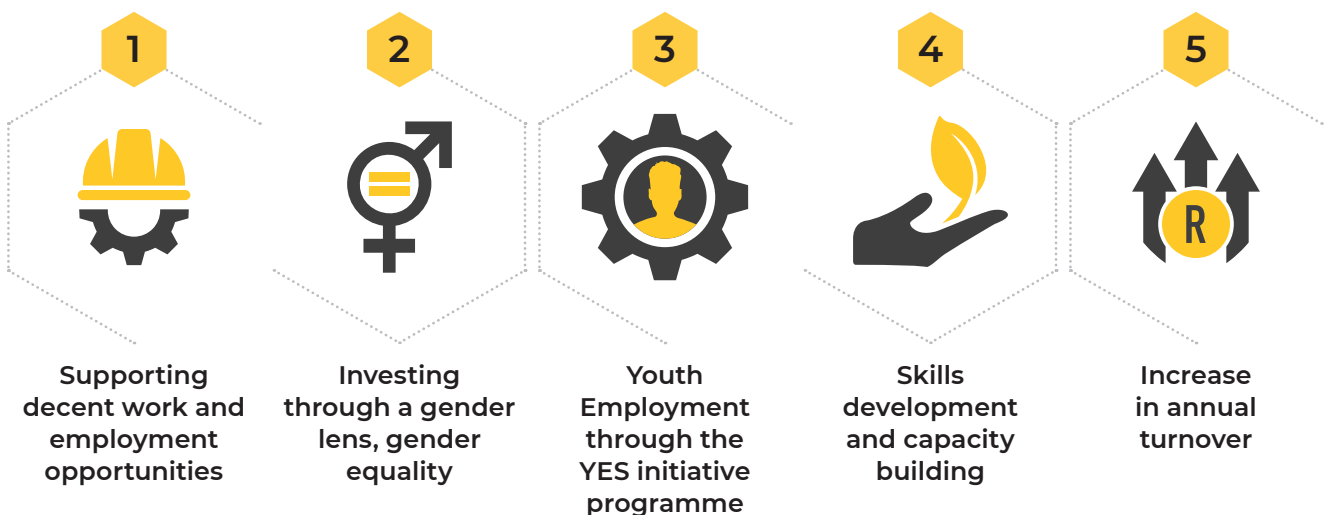 1
2
3
4
5
R
Supporting
decent work and
employment
opportunities
Investing
through a gender
lens, gender
equality
Youth
Employment
through the
YES initiative
programme
Skills
development
and capacity
building
Increase
in annual
turnover